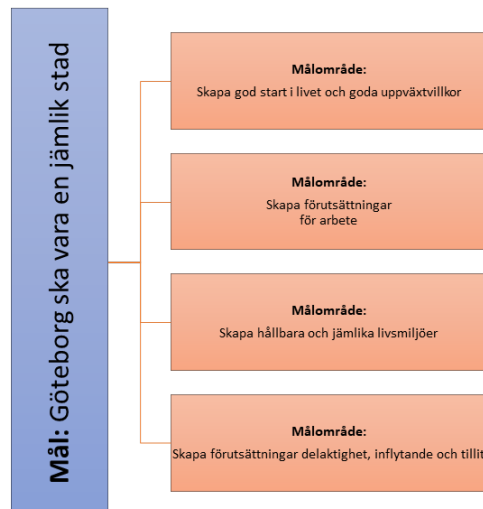 Mål: Göteborg ska vara en jämlik stad
Målområde:
Skapa god start i livet och goda uppväxtvillkor
Målområde:
Skapa förutsättningar
för arbete
Målområde:
Skapa hållbara och jämlika livsmiljöer
Målområde:
Skapa förutsättningar delaktighet, inflytande och tillit